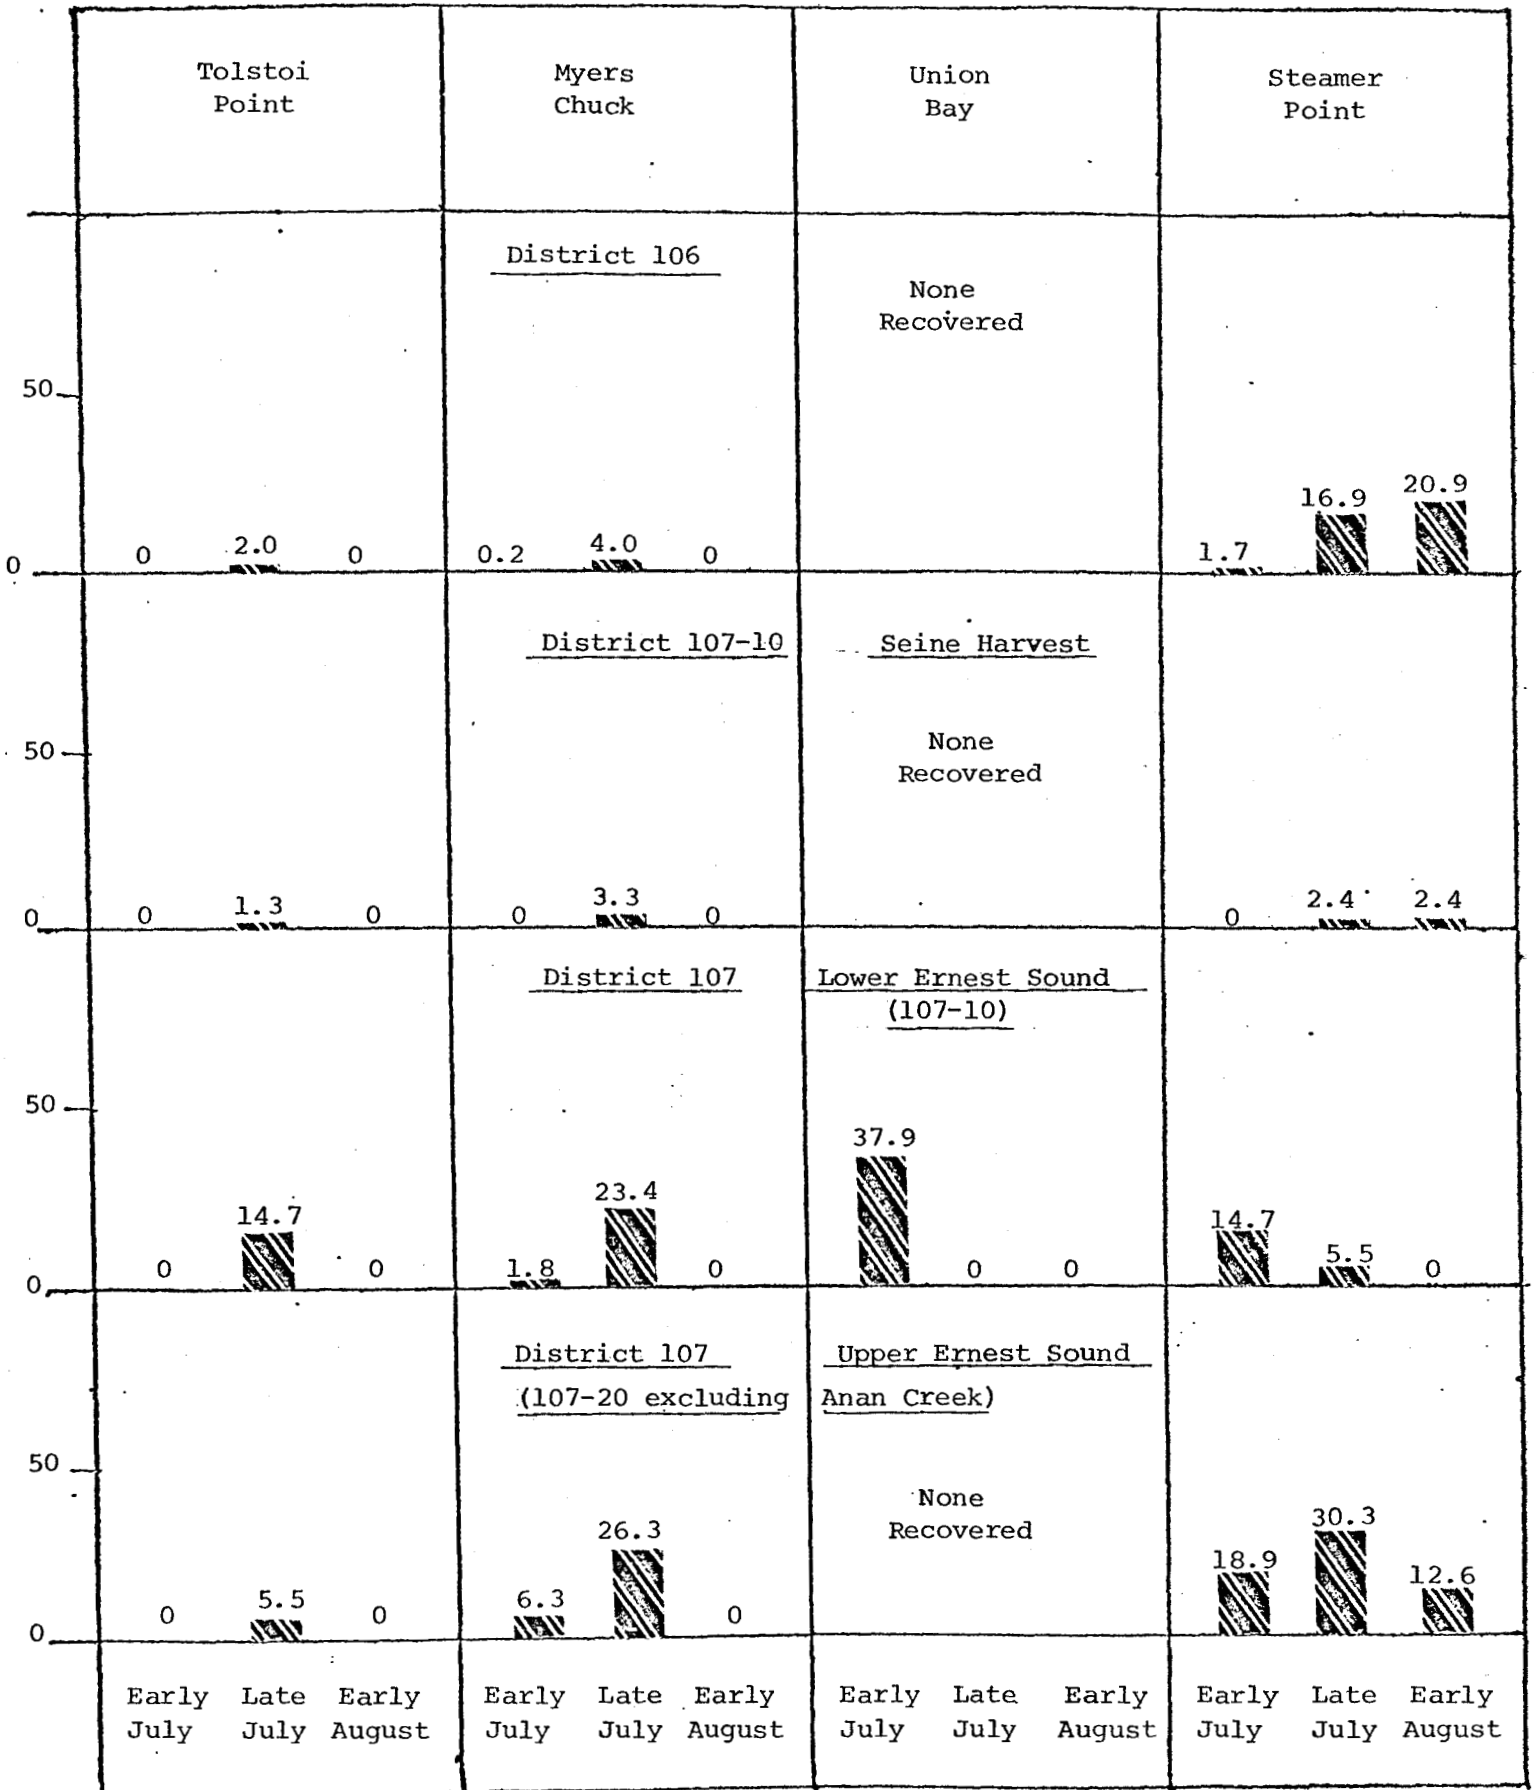 Tolstoi
Point
Myers
Chuck
Union
Bay
Steamer
Point
District 106
None
Recovered
50
16.9 20.9
0 0 2.0 0 0.2 4.0 0 1.7
District 107-10 Seine Harvest
50
None
Recovered
0 0 1.3 0 0 3.3 0 0 2.4 2.4
District 107 Lower Ernest Sound
(107-10)
50
37.9
14.7 23.4 14.7
0 0 0 1.8 0 0 0 5.5 0
District 107 Upper Ernest Sound
(107-20 excluding Anan Creek)
50
None
Recovered
26.3 30.3
18.9 12.6
0 0 5.5 0 6.3 0
Early Late Early Early Late Early Early Late Early Early Late Early
July July August July July August July July August July July August